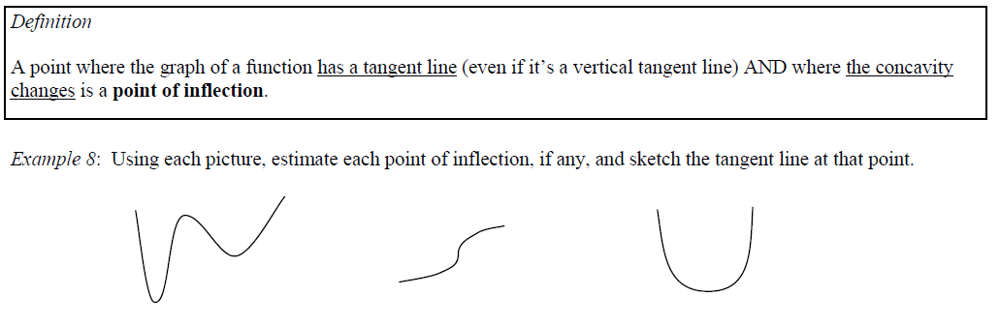 Definition
A point where the graph of a function has a tangent line (even if it’s a vertical tangent line) AND where the concavity
changes is a point of inflection.
Example 8:  Using each picture, estimate each point of inflection, if any, and sketch the tangent line at that point.